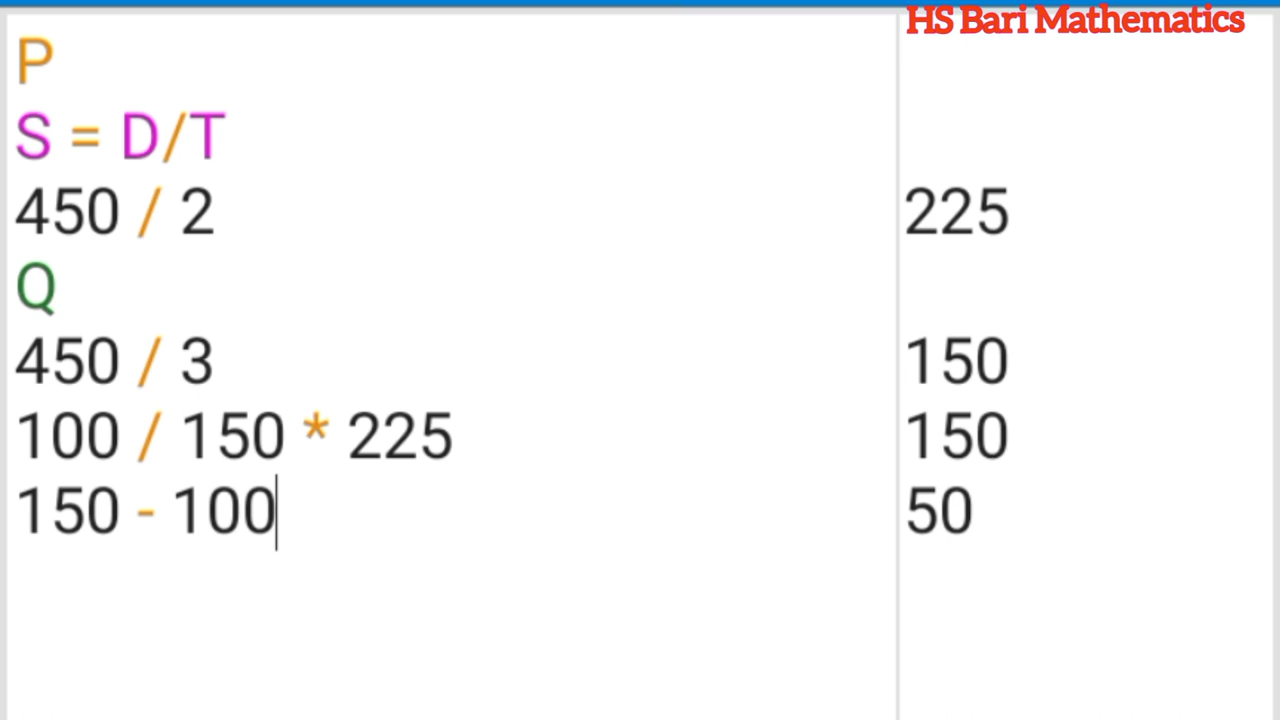 HS Bari Mathematics
P
S = D/T
450 / 2 225
Q
450 / 3 150
100 / 150 * 225 150
150 - 100 50